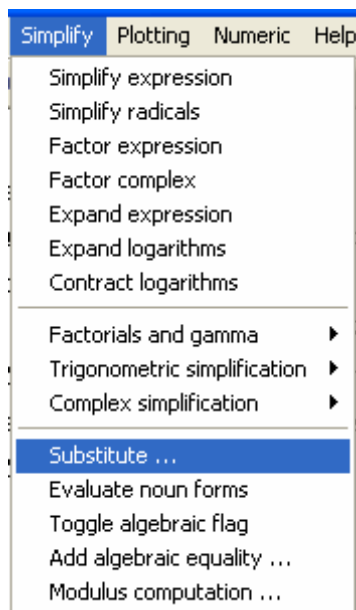 Simplify Plotting Numeric Help
Simplify expression
Simplify radicals
Factor expression
Factor complex
Expand expression
Expand logarithms
Contract logarithms
Factorials and gamma
Trigonometric simplification
Complex simplification
Substitute ...
Evaluate noun forms
Toggle algebraic flag
Add algebraic equality ...
Modulus computation ...